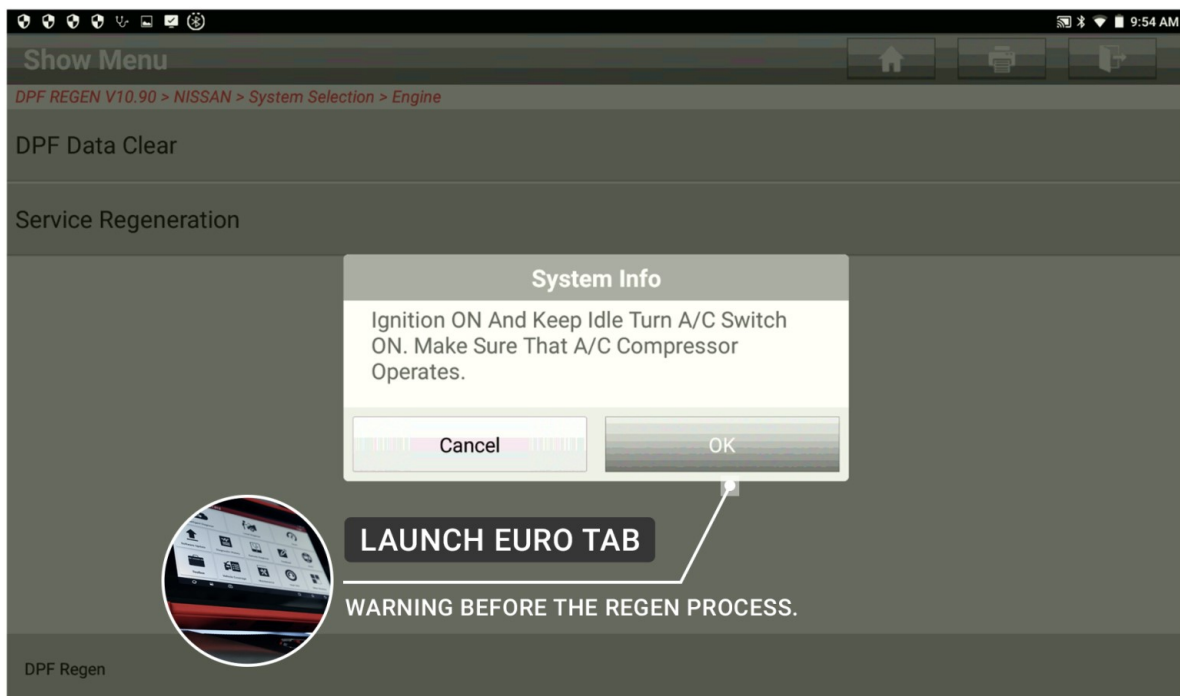 9:54 AM
Show Menu
DPF REGEN V10.90 > NISSAN > System Selection > Engine
DPF Data Clear
Service Regeneration
System Info
Ignition ON And Keep Idle Turn A/C Switch
ON. Make Sure That A/C Compressor
Operates.
Cancel
OK
LAUNCH EURO TAB
WARNING BEFORE THE REGEN PROCESS.
DPF Regen